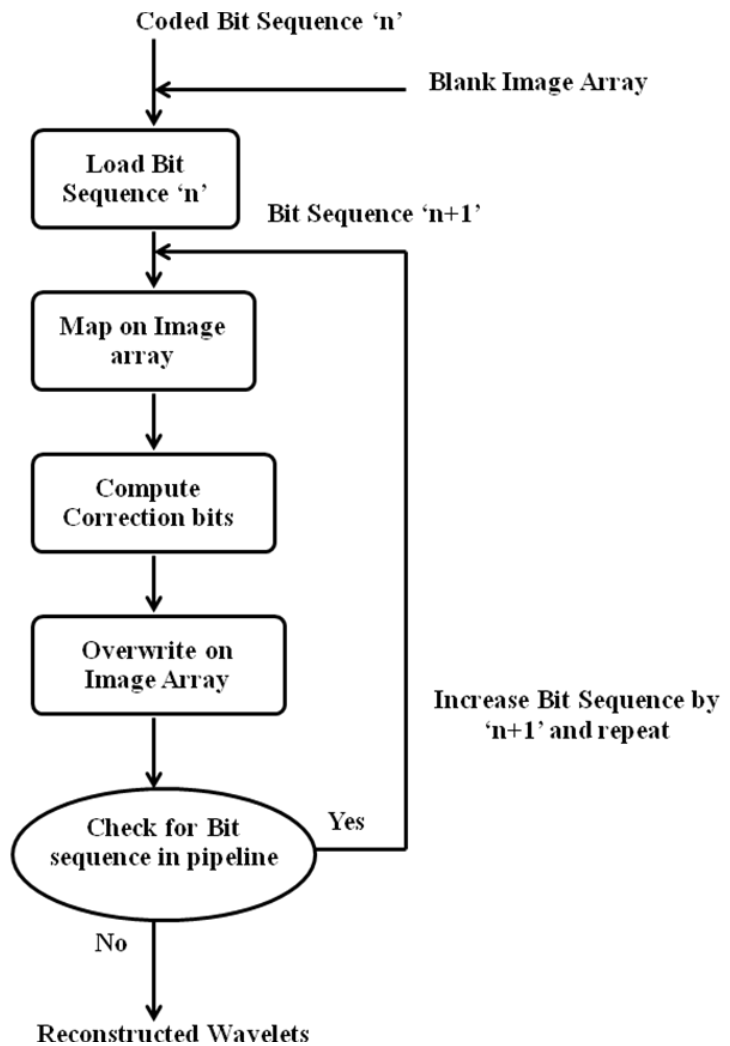 Coded Bit Sequence ‘n’
Blank Image Array
Load Bit
Sequence ‘n’
Bit Sequence ‘n+1’
Map on Image
array
Compute
Correction bits
Overwrite on
Image Array
Increase Bit Sequence by
‘n+1’ and repeat
Check for Bit
sequence in pipeline
Yes
No
Reconstructed Wavelets